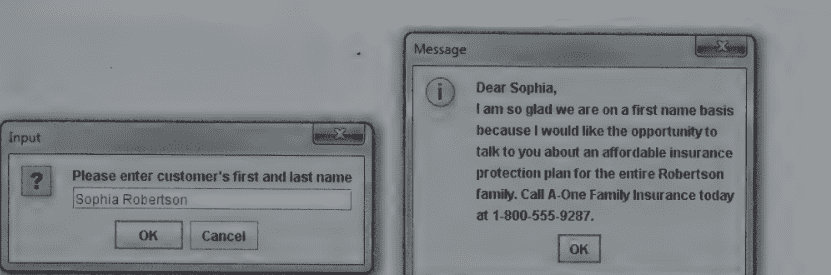 Input
Please enter customer's first and last name
Sophia Robertson
OK Cancel
Message
Dear Sophia,
I am so glad we are on a first name basis
because I would like the opportunity to
talk to you about an affordable insurance
protection plan for the entire Robertson
family. Call A-One Family Insurance today
at 1-800-555-9287.
OK